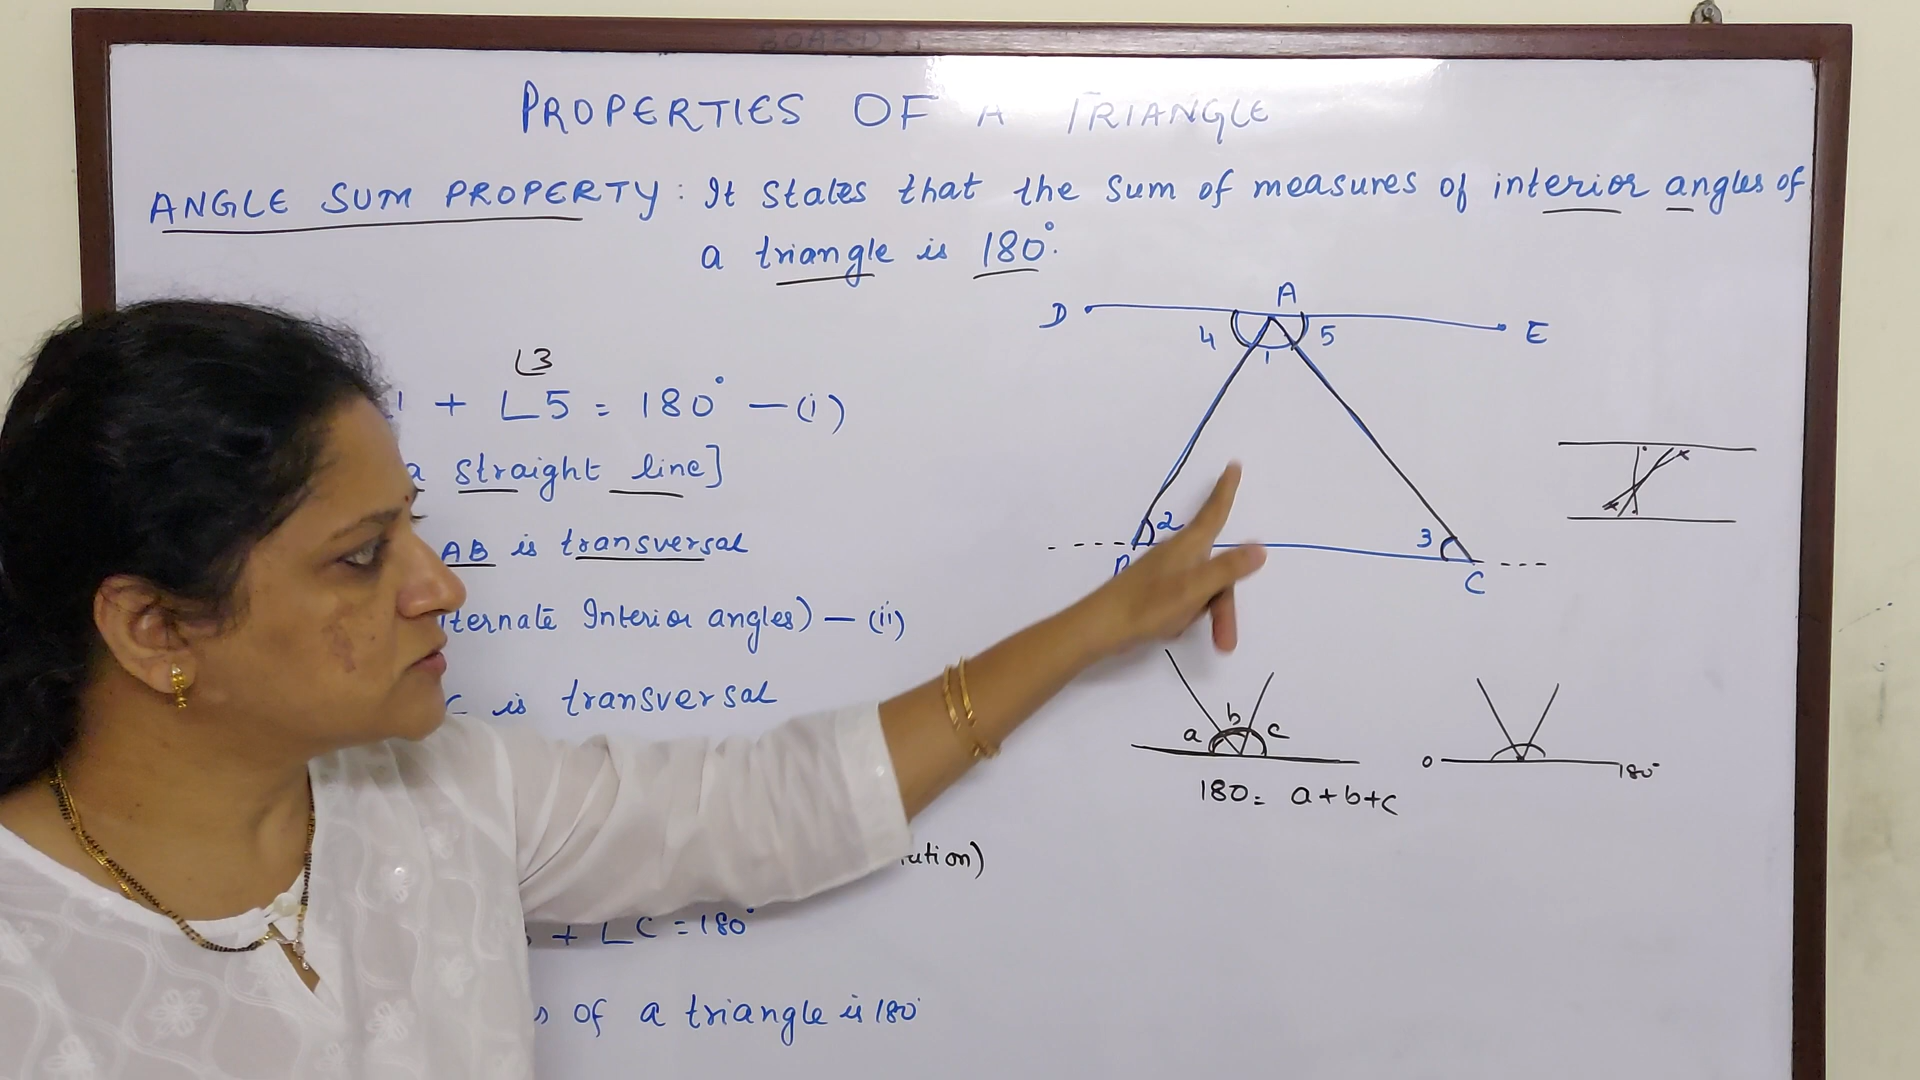 PROPERTIES OF A TRIANGLE
ANGLE SUM PROPERTY: It states that the sum of measures of interior angles of
a triangle is 180°.
∠3
1 + ∠5 = 180° — (i)
a straight line]
AB is transversal
ternate Interior angles) — (ii)
C is transversal
ution)
+ ∠C = 180°
s of a triangle is 180°
D
A
E
4
1
5
2
3
B
C
a
b
c
180 = a+b+c
0
180°